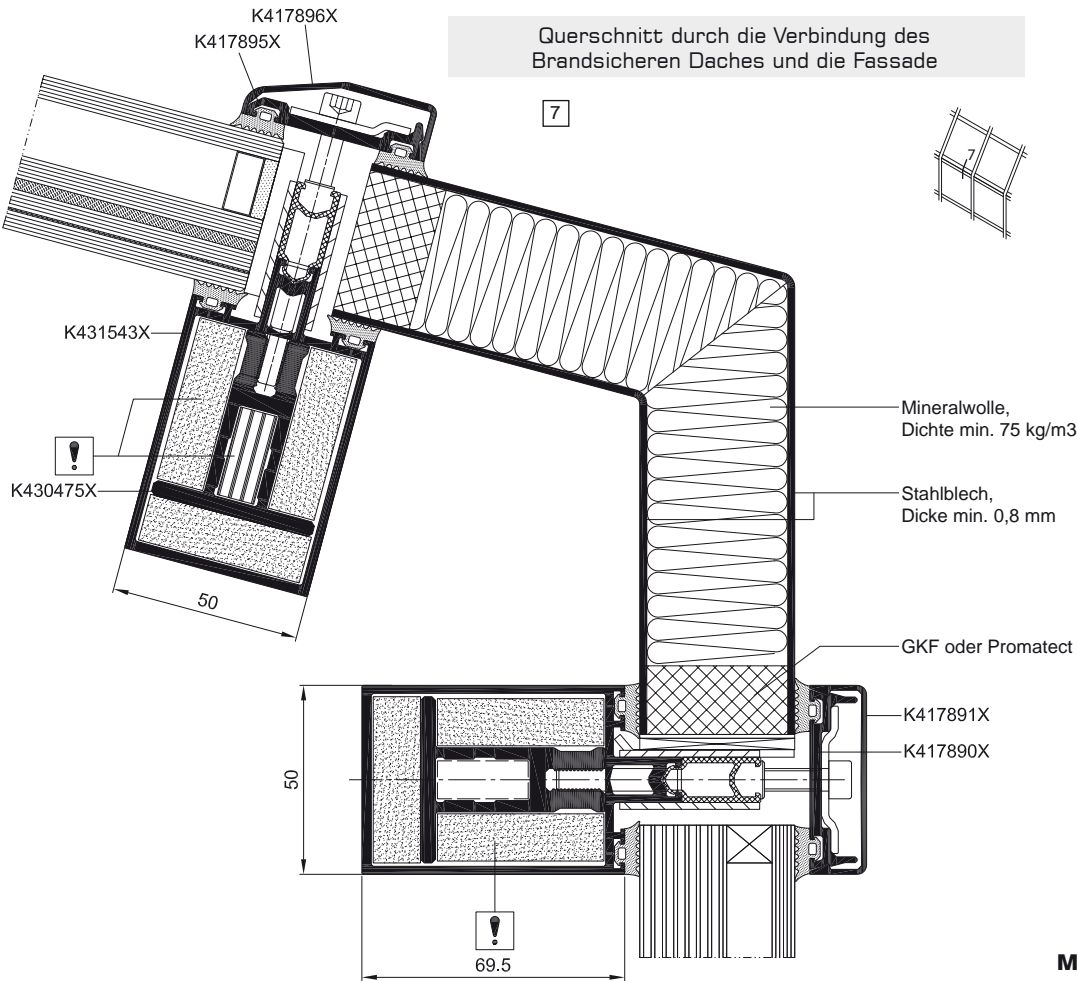 K417896X
K417895X
Querschnitt durch die Verbindung des
Brandsicheren Daches und die Fassade
7
7
K431543X
!
K430475X
50
Mineralwolle,
Dichte min. 75 kg/m3
Stahlblech,
Dicke min. 0,8 mm
GKF oder Promatect
K417891X
K417890X
50
!
69.5
M